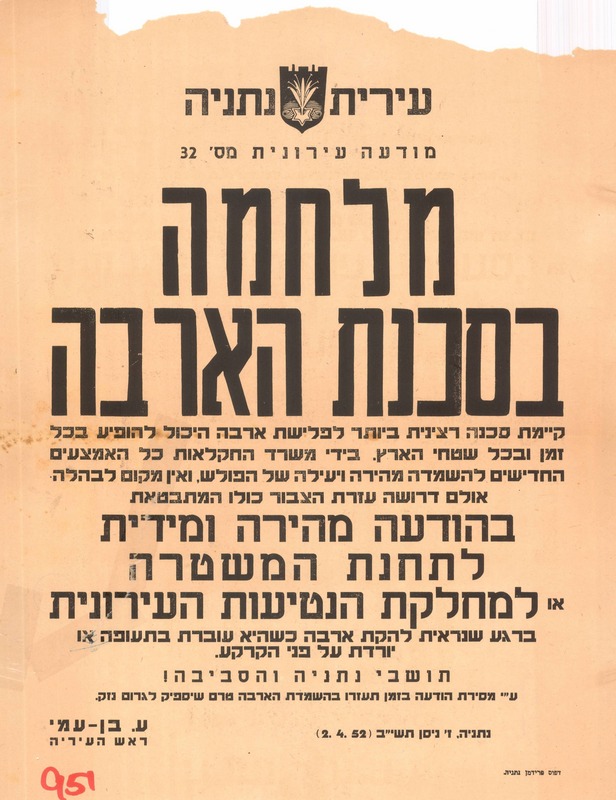 עירית נתניה
מודעה עירונית מס' 32
מלחמה
בסכנת הארבה
קיימת סכנה רצינית ביותר לפלישת ארבה היכול להופיע בכל
זמן ובכל שטחי הארץ. בידי משרד החקלאות כל האמצעים
החדישים להשמדה מהירה ויעילה של הפולש, ואין מקום לבהלה
אולם דרושה עזרת הצבור כולו המתבטאת
בהודעה מהירה ומידית
לתחנת המשטרה
או למחלקת הנטיעות העירונית
ברגע שנראית להקת ארבה כשהיא עוברת בתעופה או
יורדת על פני הקרקע.
תושבי נתניה והסביבה!
ע"י מסירת הודעה בזמן תעזרו בהשמדת הארבה טרם שיספיק לגרום נזק.
נתניה, ז' ניסן תשי"ב (2. 4. 52)
ע. בן-עמי
ראש העיריה
דפוס פרידמן נתניה.
951